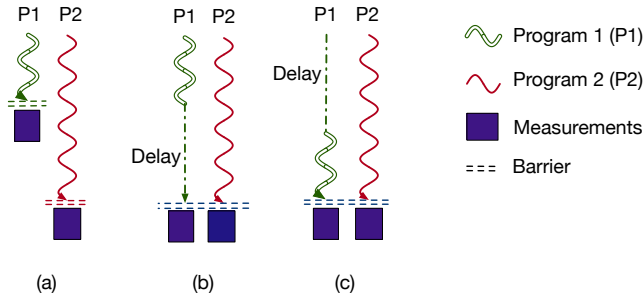 P1 P2
P1 P2
P1 P2
Delay
Delay
Program 1 (P1)
Program 2 (P2)
Measurements
Barrier
(a)
(b)
(c)